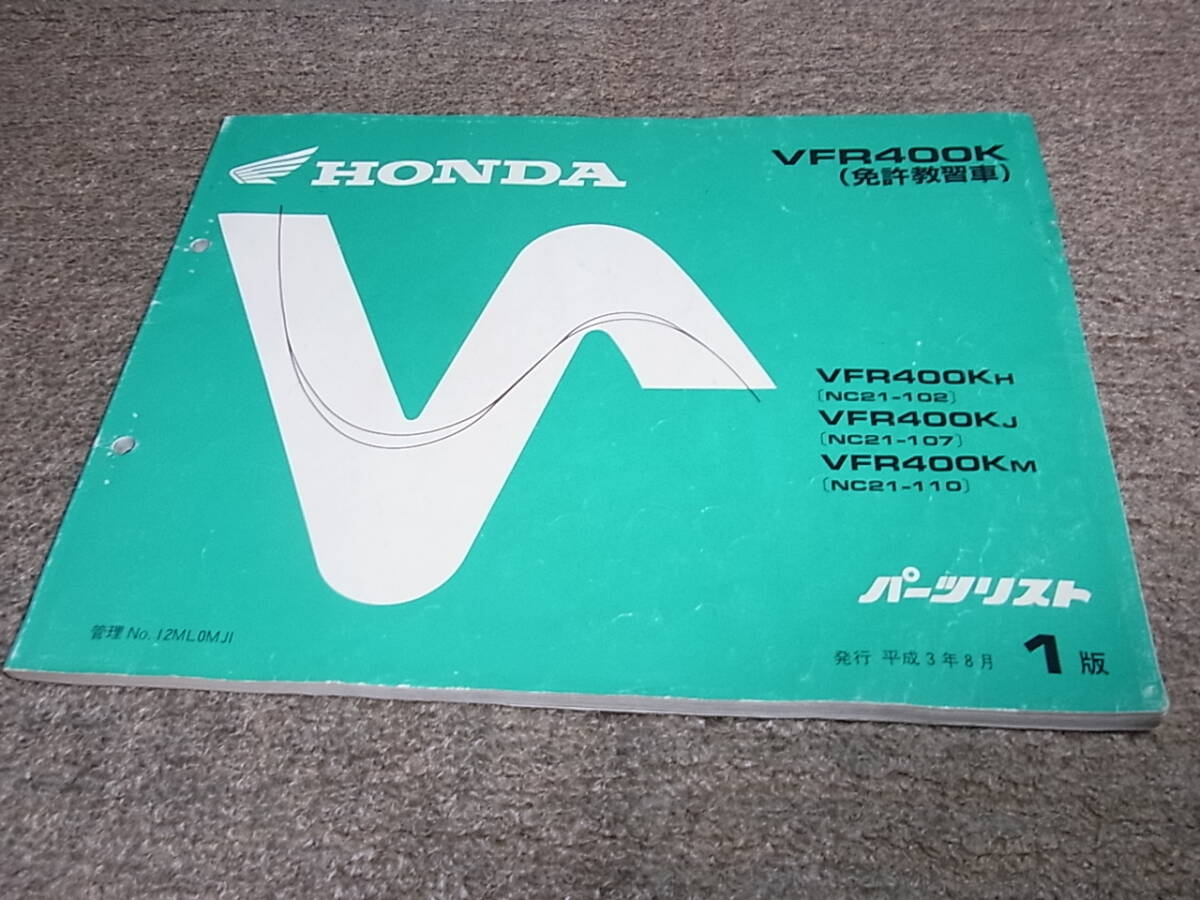 HONDA
VFR400K
(免許教習車)
VFR400KH
〔NC21-102〕
VFR400KJ
〔NC21-107〕
VFR400KM
〔NC21-110〕
パーツリスト
管理 No. 12ML0MJ1
発行 平成3年8月 1版